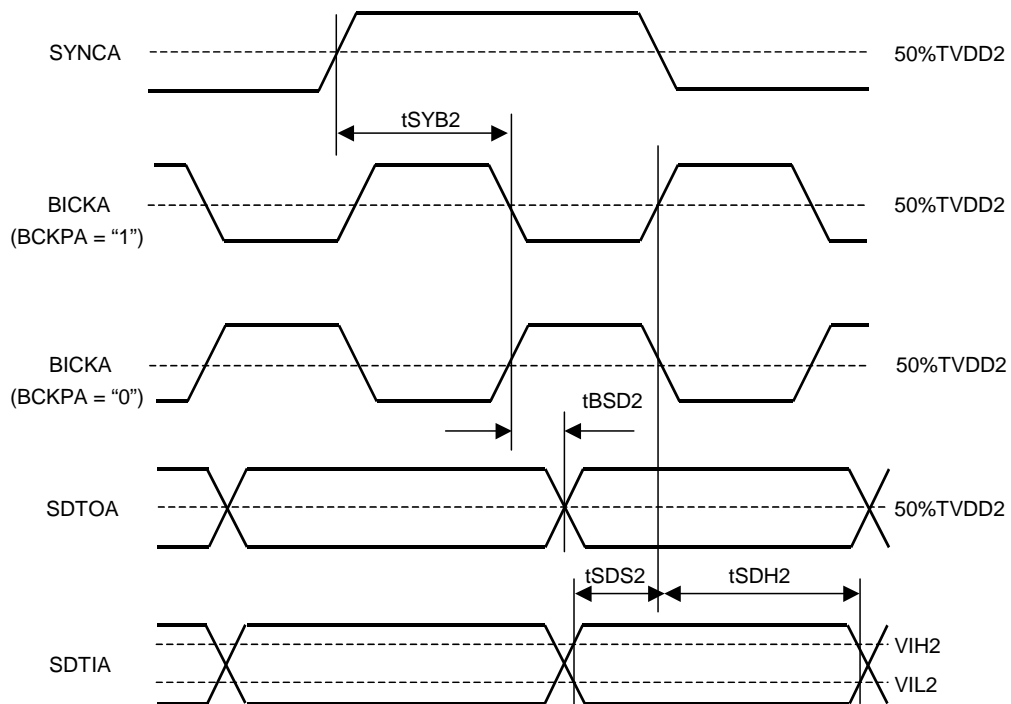 SYNCA
50%TVDD2
tSYB2
BICKA
(BCKPA = “1”)
50%TVDD2
BICKA
(BCKPA = “0”)
50%TVDD2
tBSD2
SDTOA
50%TVDD2
tSDS2
tSDH2
SDTIA
VIH2
VIL2